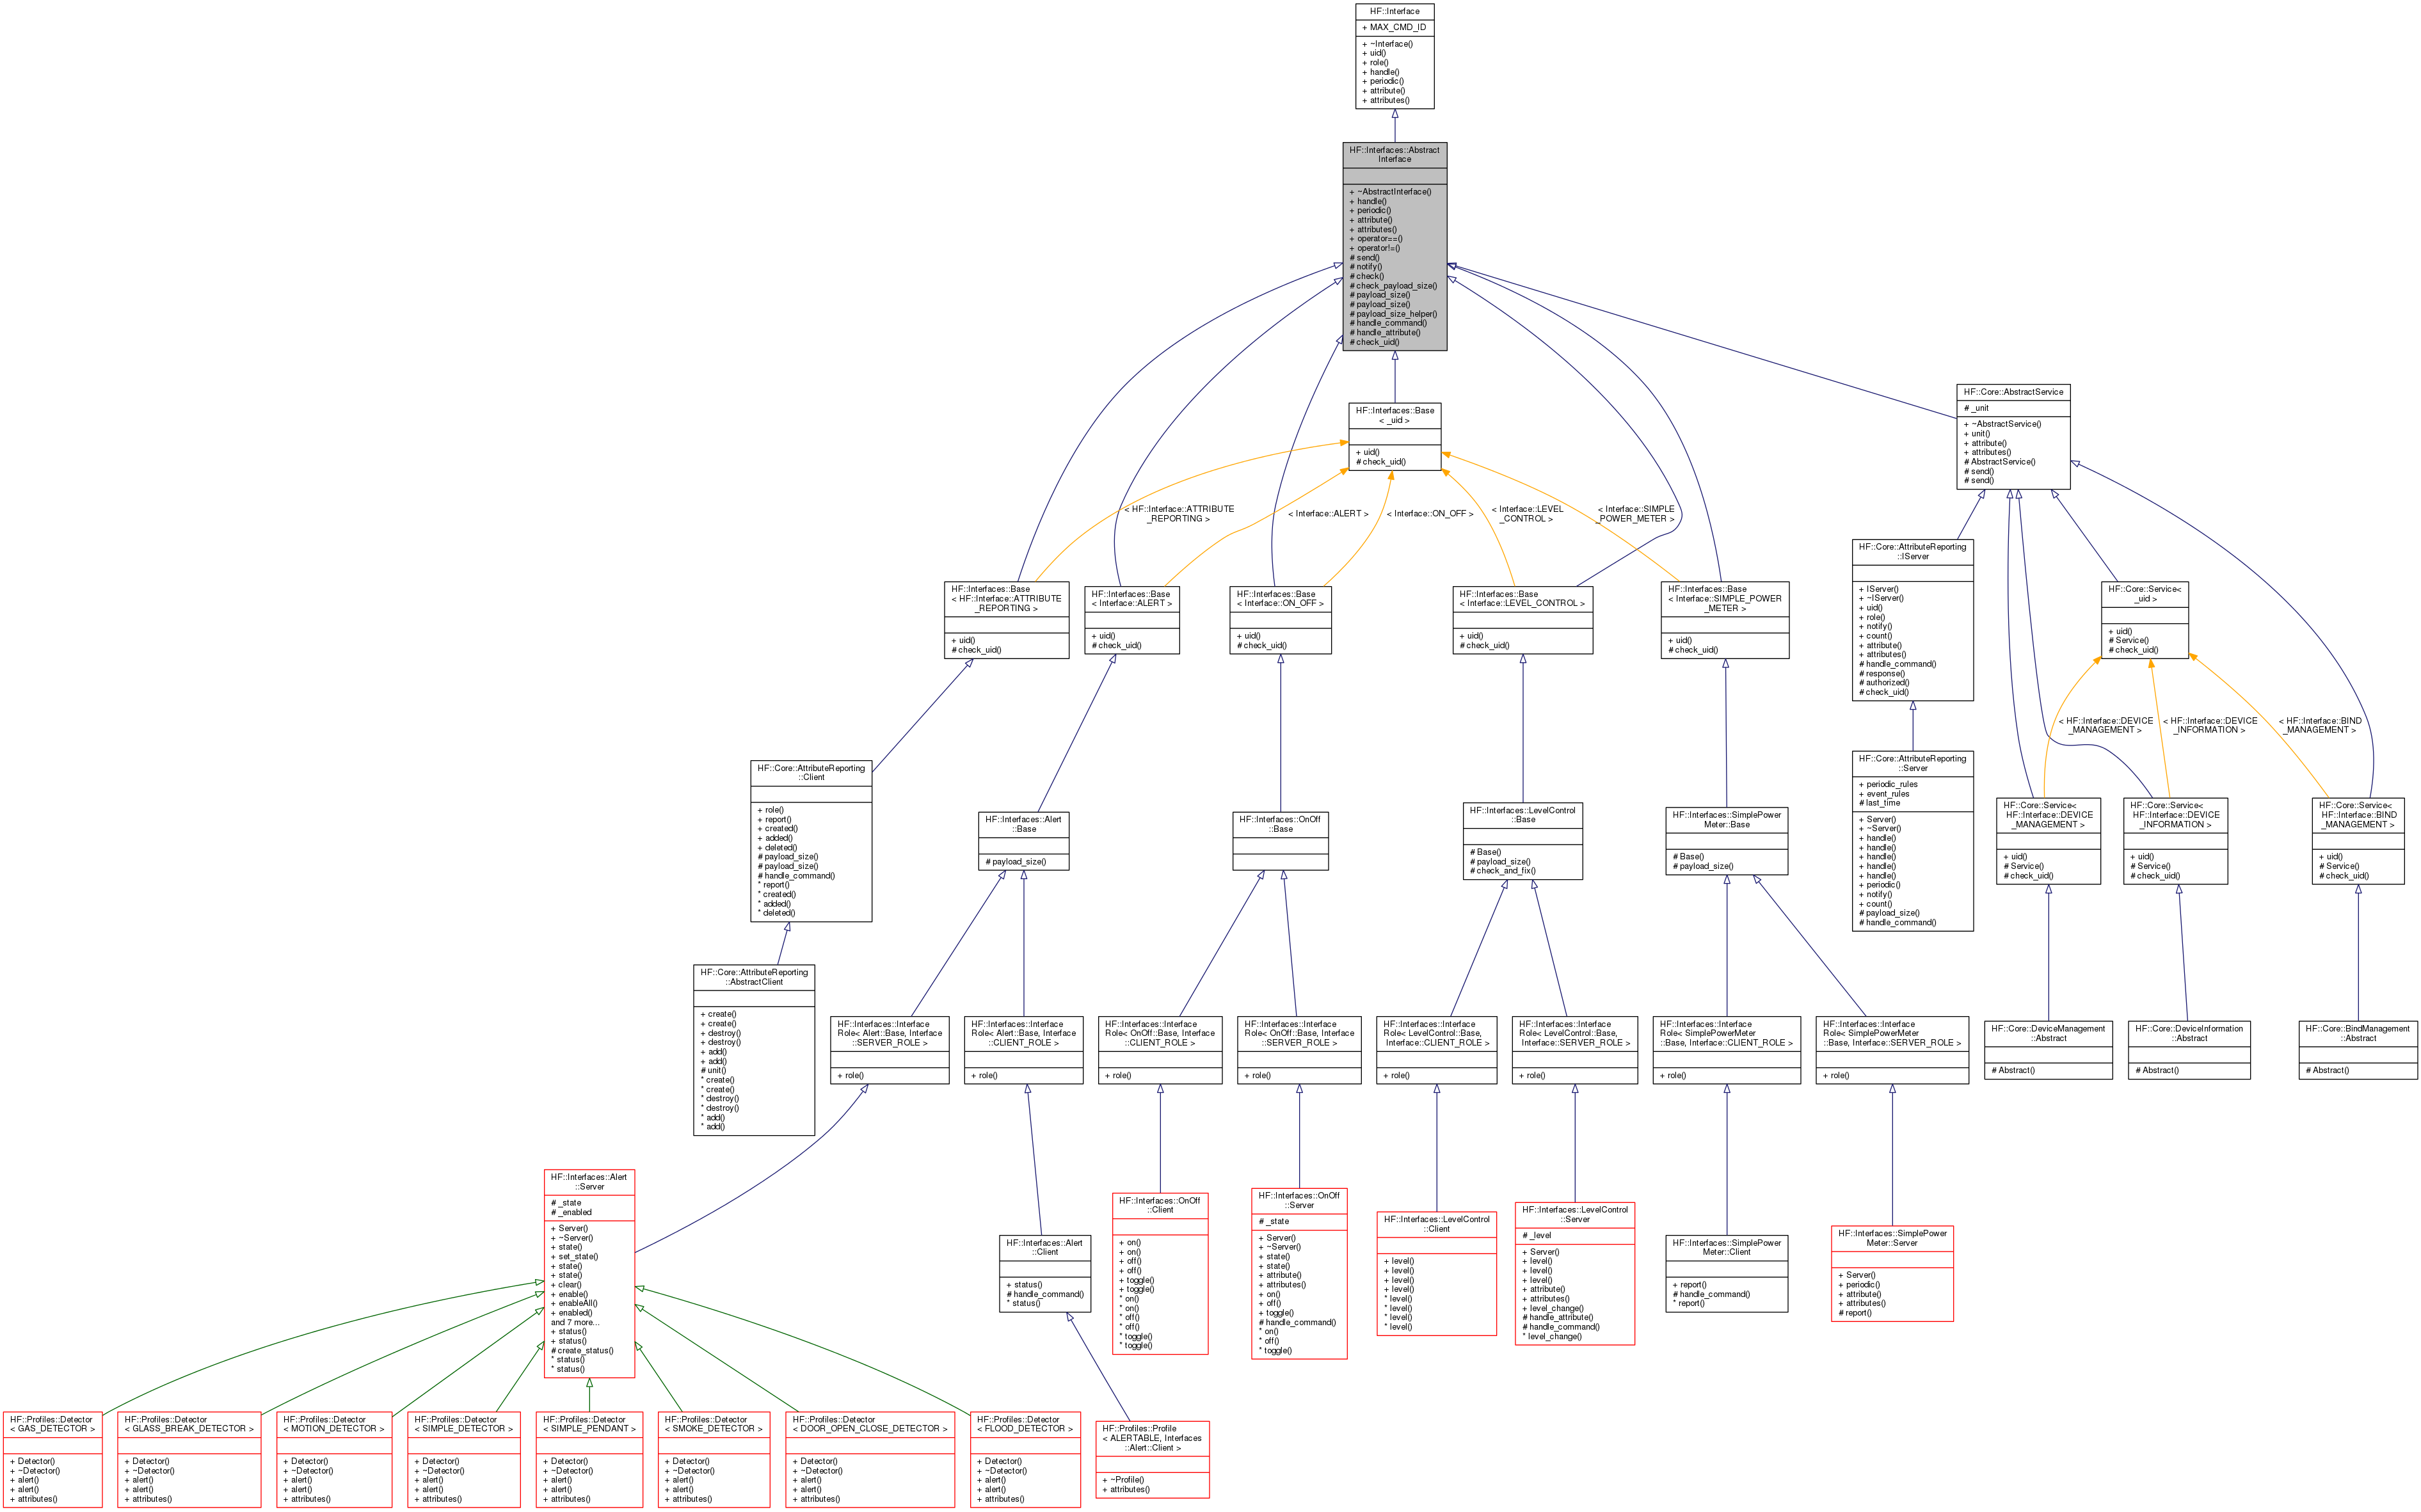 HF::Interface
+ MAX_CMD_ID
+ ~Interface()
+ uid()
+ role()
+ handle()
+ periodic()
+ attribute()
+ attributes()
HF::Interfaces::Abstract
Interface
+ ~AbstractInterface()
+ handle()
+ periodic()
+ attribute()
+ attributes()
+ operator==()
+ operator!=()
# send()
# notify()
# check()
# check_payload_size()
# payload_size()
# payload_size()
# payload_size_helper()
# handle_command()
# handle_attribute()
# check_uid()
HF::Interfaces::Base
< _uid >
+ uid()
# check_uid()
HF::Core::AbstractService
# _unit
+ ~AbstractService()
+ unit()
+ attribute()
+ attributes()
# AbstractService()
# send()
# send()
< HF::Interface::ATTRIBUTE
_REPORTING >
< Interface::ALERT >
< Interface::ON_OFF >
< Interface::LEVEL
_CONTROL >
< Interface::SIMPLE
_POWER_METER >
HF::Interfaces::Base
< HF::Interface::ATTRIBUTE
_REPORTING >
+ uid()
# check_uid()
HF::Interfaces::Base
< Interface::ALERT >
+ uid()
# check_uid()
HF::Interfaces::Base
< Interface::ON_OFF >
+ uid()
# check_uid()
HF::Interfaces::Base
< Interface::LEVEL_CONTROL >
+ uid()
# check_uid()
HF::Interfaces::Base
< Interface::SIMPLE_POWER
_METER >
+ uid()
# check_uid()
HF::Core::AttributeReporting
::IServer
+ IServer()
+ ~IServer()
+ uid()
+ role()
+ notify()
+ count()
+ attribute()
+ attributes()
# handle_command()
# response()
# authorized()
# check_uid()
HF::Core::Service<
_uid >
+ uid()
# Service()
# check_uid()
< HF::Interface::DEVICE
_MANAGEMENT >
< HF::Interface::DEVICE
_INFORMATION >
< HF::Interface::BIND
_MANAGEMENT >
HF::Core::AttributeReporting
::Client
+ role()
+ report()
+ created()
+ added()
+ deleted()
# payload_size()
# payload_size()
# handle_command()
* report()
* created()
* added()
* deleted()
HF::Interfaces::Alert
::Base
# payload_size()
HF::Interfaces::OnOff
::Base
HF::Interfaces::LevelControl
::Base
# Base()
# payload_size()
# check_and_fix()
HF::Interfaces::SimplePower
Meter::Base
# Base()
# payload_size()
HF::Core::AttributeReporting
::Server
+ periodic_rules
+ event_rules
# last_time
+ Server()
+ ~Server()
+ handle()
+ handle()
+ handle()
+ handle()
+ handle()
+ periodic()
+ notify()
+ count()
# payload_size()
# handle_command()
HF::Core::Service<
HF::Interface::DEVICE
_MANAGEMENT >
+ uid()
# Service()
# check_uid()
HF::Core::Service<
HF::Interface::DEVICE
_INFORMATION >
+ uid()
# Service()
# check_uid()
HF::Core::Service<
HF::Interface::BIND
_MANAGEMENT >
+ uid()
# Service()
# check_uid()
HF::Core::AttributeReporting
::AbstractClient
+ create()
+ create()
+ destroy()
+ destroy()
+ add()
+ add()
# unit()
* create()
* create()
* destroy()
* destroy()
* add()
* add()
HF::Interfaces::Interface
Role< Alert::Base, Interface
::SERVER_ROLE >
+ role()
HF::Interfaces::Interface
Role< Alert::Base, Interface
::CLIENT_ROLE >
+ role()
HF::Interfaces::Interface
Role< OnOff::Base, Interface
::CLIENT_ROLE >
+ role()
HF::Interfaces::Interface
Role< OnOff::Base, Interface
::SERVER_ROLE >
+ role()
HF::Interfaces::Interface
Role< LevelControl::Base,
Interface::CLIENT_ROLE >
+ role()
HF::Interfaces::Interface
Role< LevelControl::Base,
Interface::SERVER_ROLE >
+ role()
HF::Interfaces::Interface
Role< SimplePowerMeter
::Base, Interface::CLIENT_ROLE >
+ role()
HF::Interfaces::Interface
Role< SimplePowerMeter
::Base, Interface::SERVER_ROLE >
+ role()
HF::Core::DeviceManagement
::Abstract
# Abstract()
HF::Core::DeviceInformation
::Abstract
# Abstract()
HF::Core::BindManagement
::Abstract
# Abstract()
HF::Interfaces::Alert
::Server
# _state
# _enabled
+ Server()
+ ~Server()
+ state()
+ set_state()
+ state()
+ state()
+ clear()
+ enable()
+ enableAll()
+ enabled()
and 7 more...
+ status()
+ status()
# create_status()
* status()
* status()
HF::Interfaces::Alert
::Client
+ status()
# handle_command()
* status()
HF::Interfaces::OnOff
::Client
+ on()
+ on()
+ off()
+ off()
+ toggle()
+ toggle()
* on()
* on()
* off()
* off()
* toggle()
* toggle()
HF::Interfaces::OnOff
::Server
# _state
+ Server()
+ ~Server()
+ state()
+ state()
+ attribute()
+ attributes()
+ on()
+ off()
+ toggle()
# handle_command()
* on()
* off()
* toggle()
HF::Interfaces::LevelControl
::Client
+ level()
+ level()
+ level()
+ level()
* level()
* level()
* level()
* level()
HF::Interfaces::LevelControl
::Server
# _level
+ Server()
+ level()
+ level()
+ level()
+ attribute()
+ attributes()
+ level_change()
# handle_attribute()
# handle_command()
* level_change()
HF::Interfaces::SimplePower
Meter::Client
+ report()
# handle_command()
* report()
HF::Interfaces::SimplePower
Meter::Server
+ Server()
+ periodic()
+ attribute()
+ attributes()
# report()
HF::Profiles::Detector
< GAS_DETECTOR >
+ Detector()
+ ~Detector()
+ alert()
+ alert()
+ attributes()
HF::Profiles::Detector
< GLASS_BREAK_DETECTOR >
+ Detector()
+ ~Detector()
+ alert()
+ alert()
+ attributes()
HF::Profiles::Detector
< MOTION_DETECTOR >
+ Detector()
+ ~Detector()
+ alert()
+ alert()
+ attributes()
HF::Profiles::Detector
< SIMPLE_DETECTOR >
+ Detector()
+ ~Detector()
+ alert()
+ alert()
+ attributes()
HF::Profiles::Detector
< SIMPLE_PENDANT >
+ Detector()
+ ~Detector()
+ alert()
+ alert()
+ attributes()
HF::Profiles::Detector
< SMOKE_DETECTOR >
+ Detector()
+ ~Detector()
+ alert()
+ alert()
+ attributes()
HF::Profiles::Detector
< DOOR_OPEN_CLOSE_DETECTOR >
+ Detector()
+ ~Detector()
+ alert()
+ alert()
+ attributes()
HF::Profiles::Detector
< FLOOD_DETECTOR >
+ Detector()
+ ~Detector()
+ alert()
+ alert()
+ attributes()
HF::Profiles::Profile
< ALERTABLE, Interfaces
::Alert::Client >
+ ~Profile()
+ attributes()